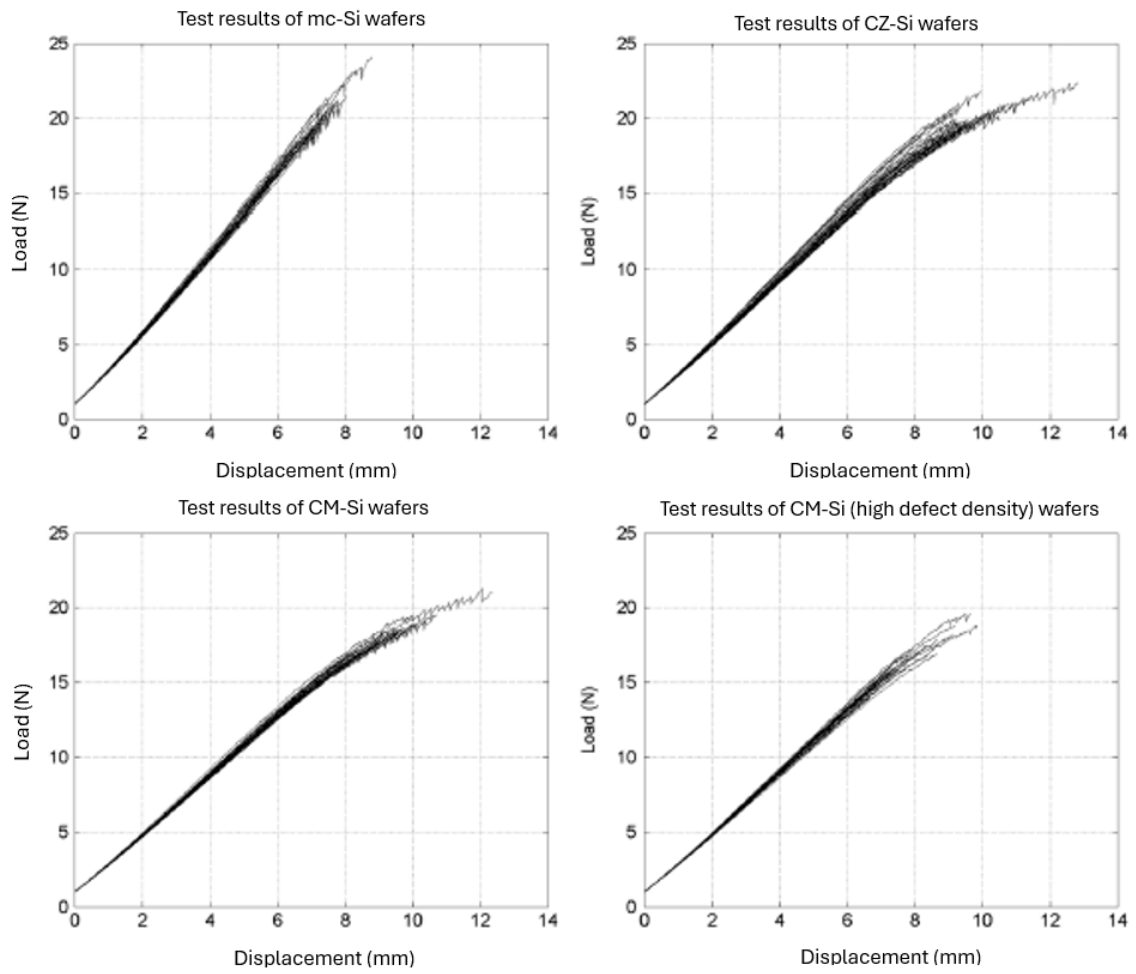 Test results of mc-Si wafers
25
20
15
10
5
0
Load (N)
0 2 4 6 8 10 12 14
Displacement (mm)
Test results of CZ-Si wafers
25
20
15
10
5
0
Load (N)
0 2 4 6 8 10 12 14
Displacement (mm)
Test results of CM-Si wafers
25
20
15
10
5
0
Load (N)
0 2 4 6 8 10 12 14
Displacement (mm)
Test results of CM-Si (high defect density) wafers
25
20
15
10
5
0
Load (N)
0 2 4 6 8 10 12 14
Displacement (mm)